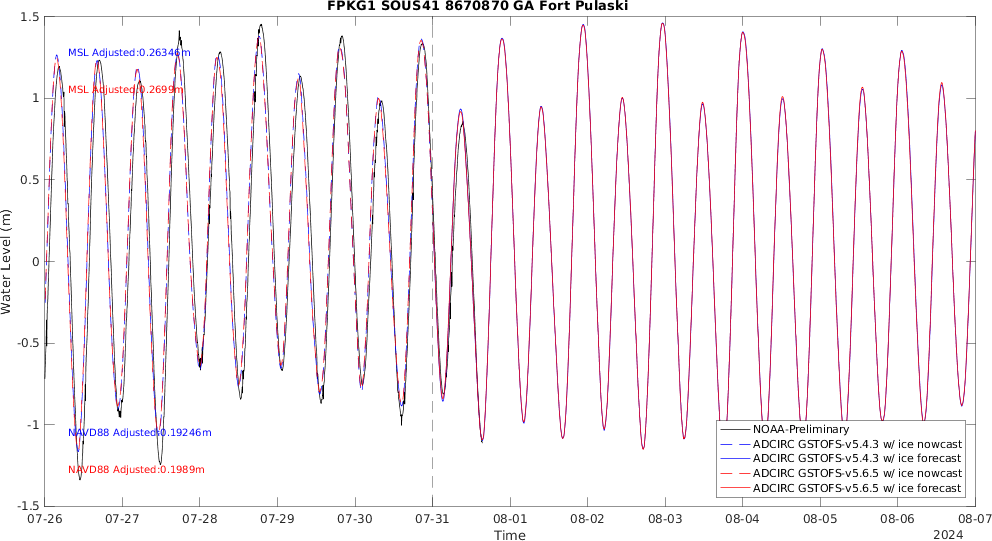 FPKG1 SOUS41 8670870 GA Fort Pulaski
1.5
1
0.5
0
-0.5
-1
-1.5
Water Level (m)
MSL Adjusted:0.26346m
MSL Adjusted:0.2699m
NAVD88 Adjusted:0.19246m
NAVD88 Adjusted:0.1989m
NOAA-Preliminary
ADCIRC GSTOFS-v5.4.3 w/ ice nowcast
ADCIRC GSTOFS-v5.4.3 w/ ice forecast
ADCIRC GSTOFS-v5.6.5 w/ ice nowcast
ADCIRC GSTOFS-v5.6.5 w/ ice forecast
07-26 07-27 07-28 07-29 07-30 07-31 08-01 08-02 08-03 08-04 08-05 08-06 08-07
Time
2024